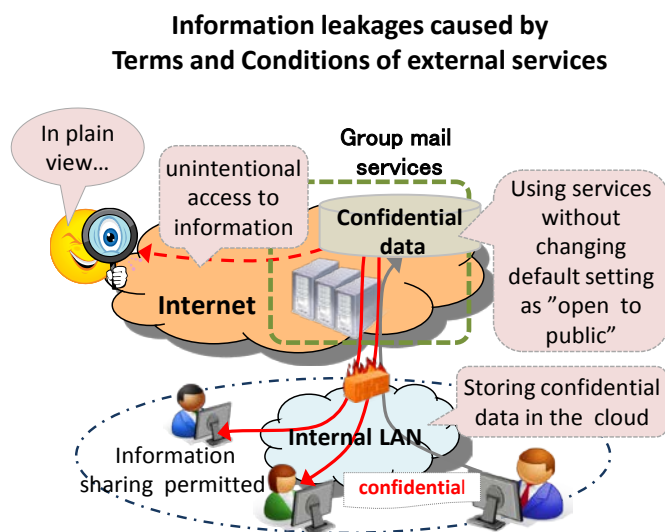 Information leakages caused by
Terms and Conditions of external services
In plain
view…
unintentional
access to
information
Group mail
services
Confidential
data
Using services
without
changing
default setting
as ”open to
public”
Internet
Storing confidential
data in the cloud
Internal LAN
Information
sharing permitted
confidential